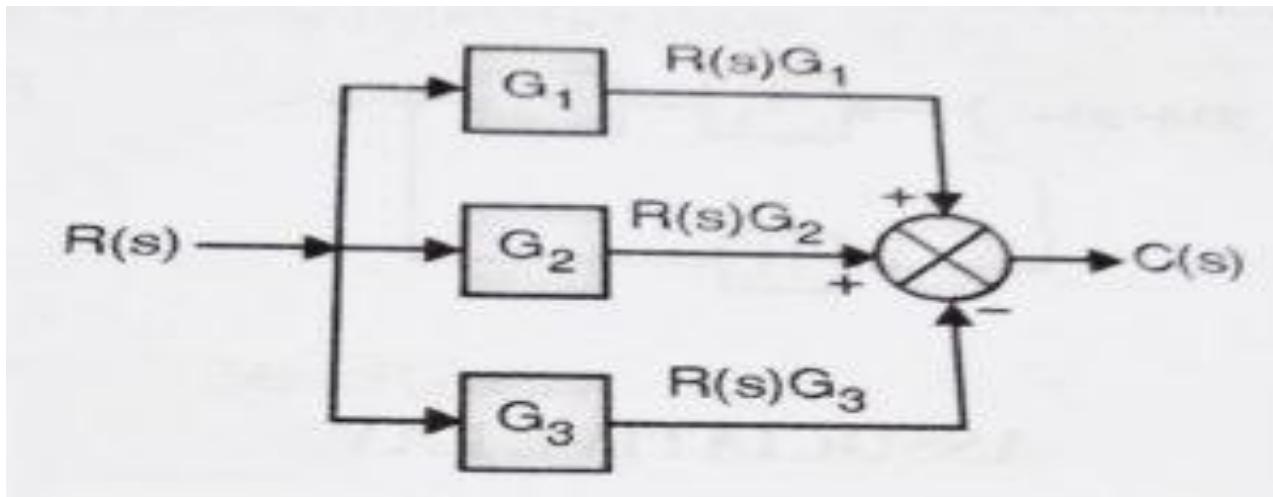 G₁
R(s)G₁
+
R(s)
G₂
R(s)G₂
+
C(s)
−
G₃
R(s)G₃